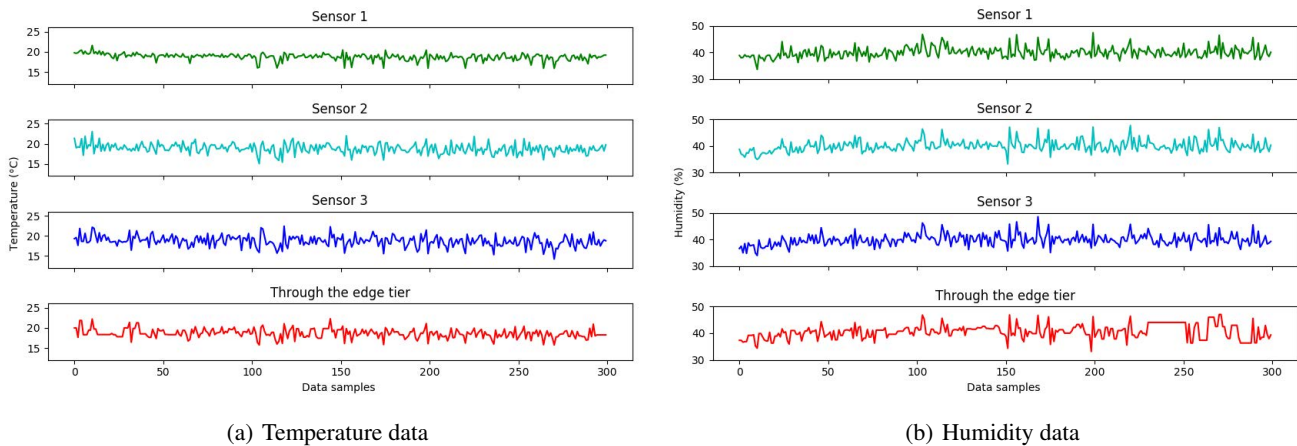 Sensor 1
25
20
15
Sensor 2
25
20
15
Sensor 3
25
20
15
Through the edge tier
25
20
15
0 50 100 150 200 250 300
Data samples
Temperature (°C)
(a) Temperature data
Sensor 1
50
40
30
Sensor 2
50
40
30
Sensor 3
50
40
30
Through the edge tier
50
40
30
0 50 100 150 200 250 300
Data samples
Humidity (%)
(b) Humidity data